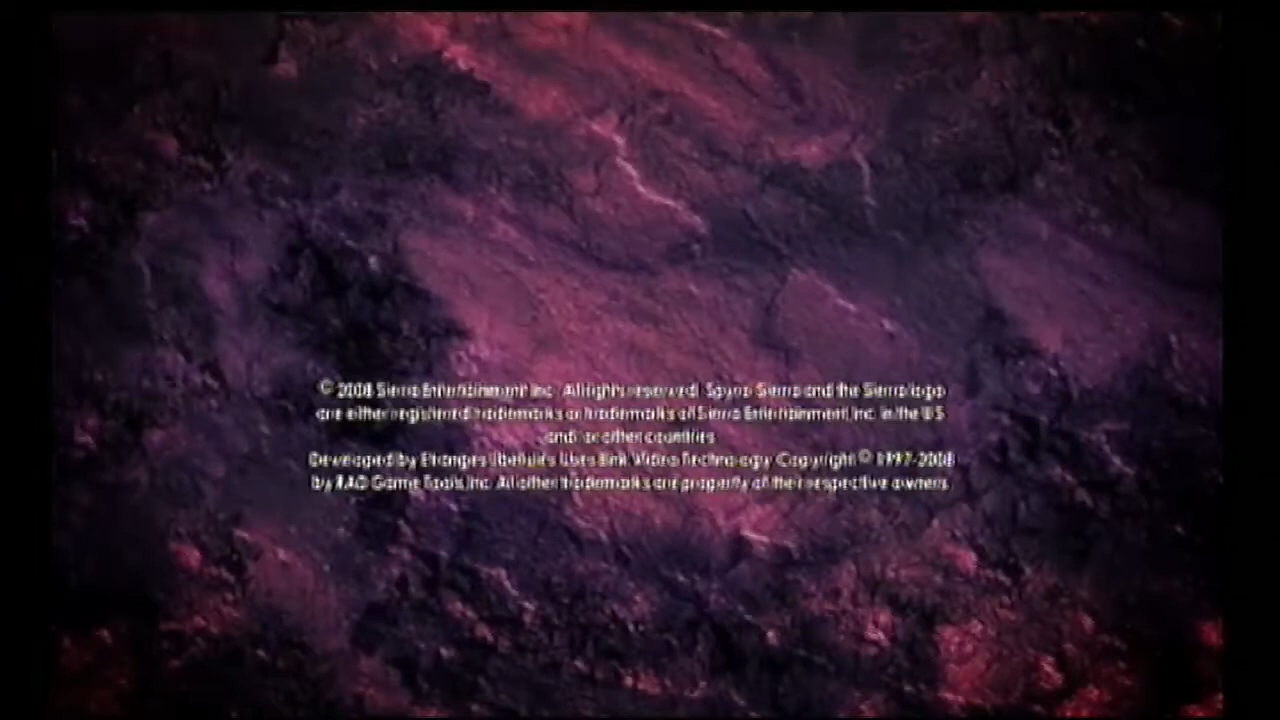 © 2008 Sierra Entertainment Inc. All rights reserved. Spyro Sierra and the Sierra logo
are either registered trademarks or trademarks of Sierra Entertainment, Inc. in the US
and or other countries
Developed by Etranges Libellules Uses Bink Video Technology Copyright © 1997-2008
by RAD Game Tools, Inc. All other trademarks are property of their respective owners.